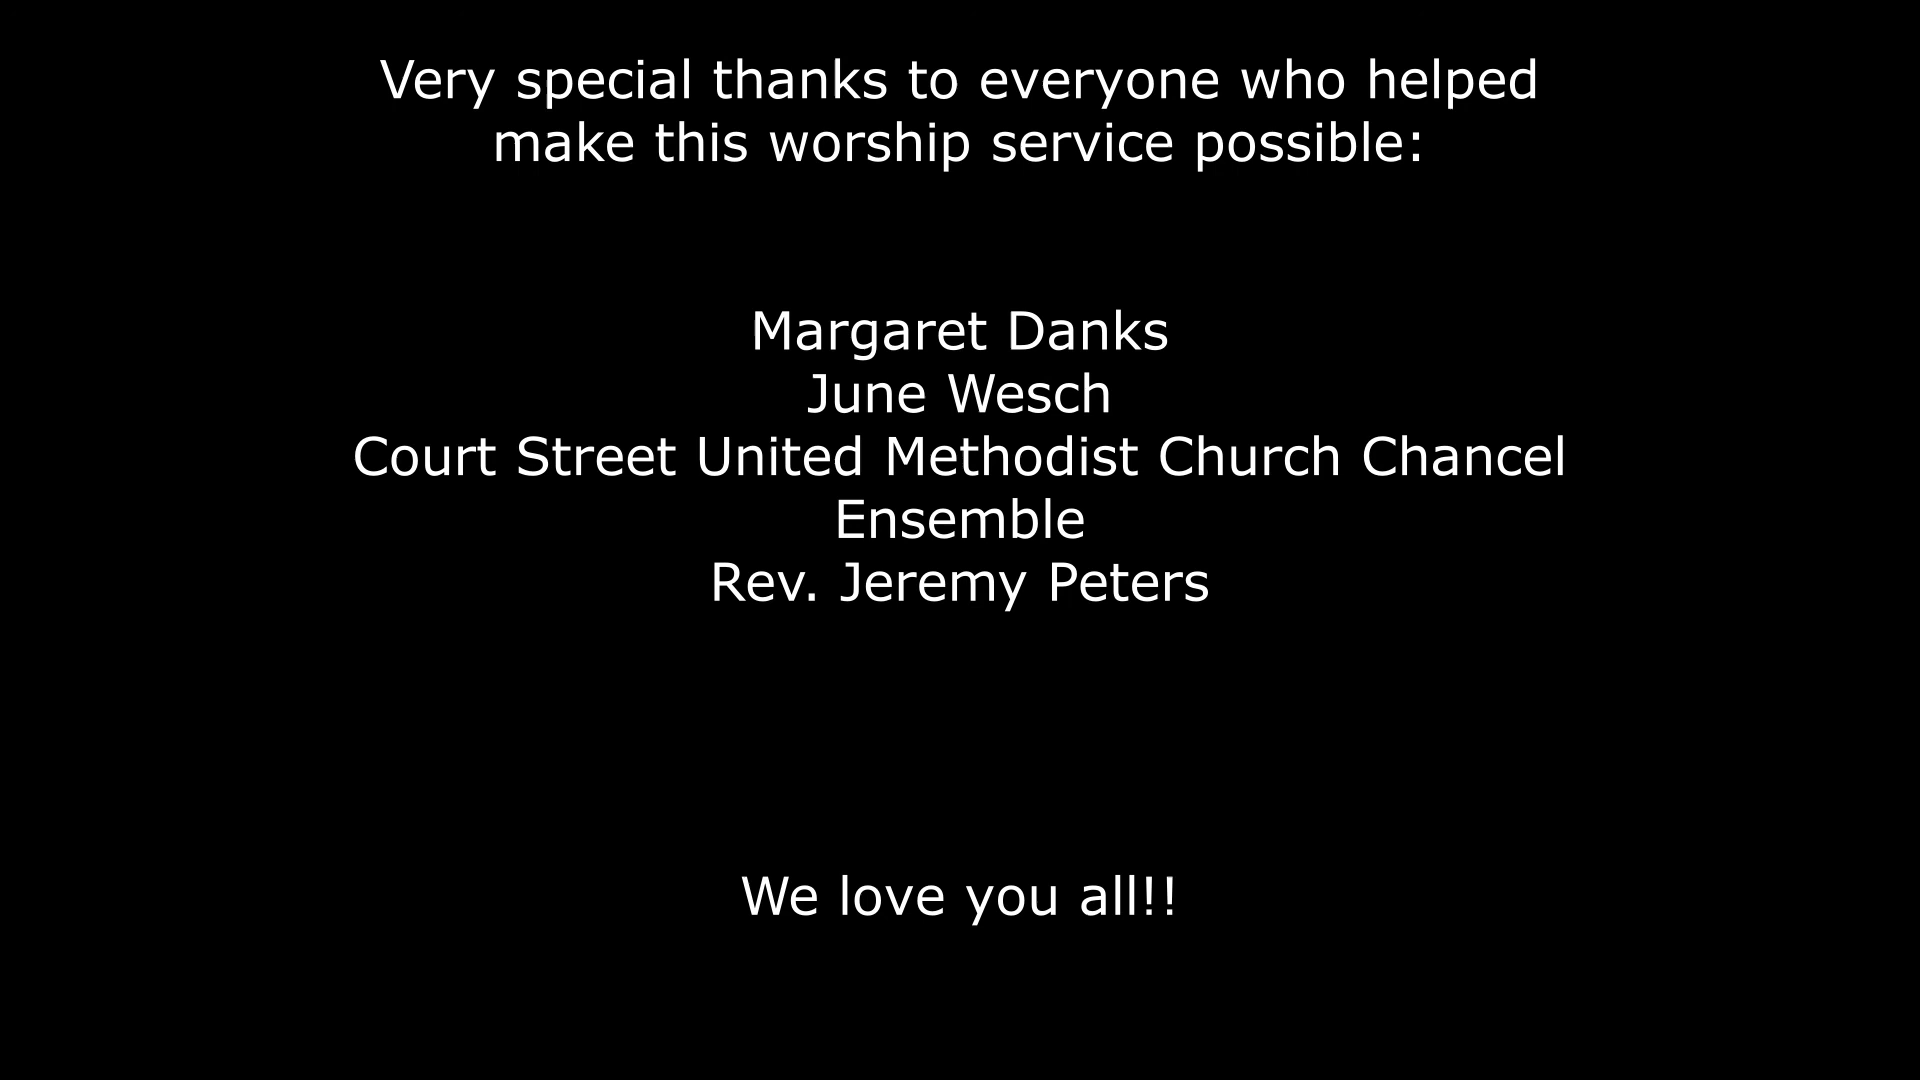 Very special thanks to everyone who helped
make this worship service possible:
Margaret Danks
June Wesch
Court Street United Methodist Church Chancel
Ensemble
Rev. Jeremy Peters
We love you all!!